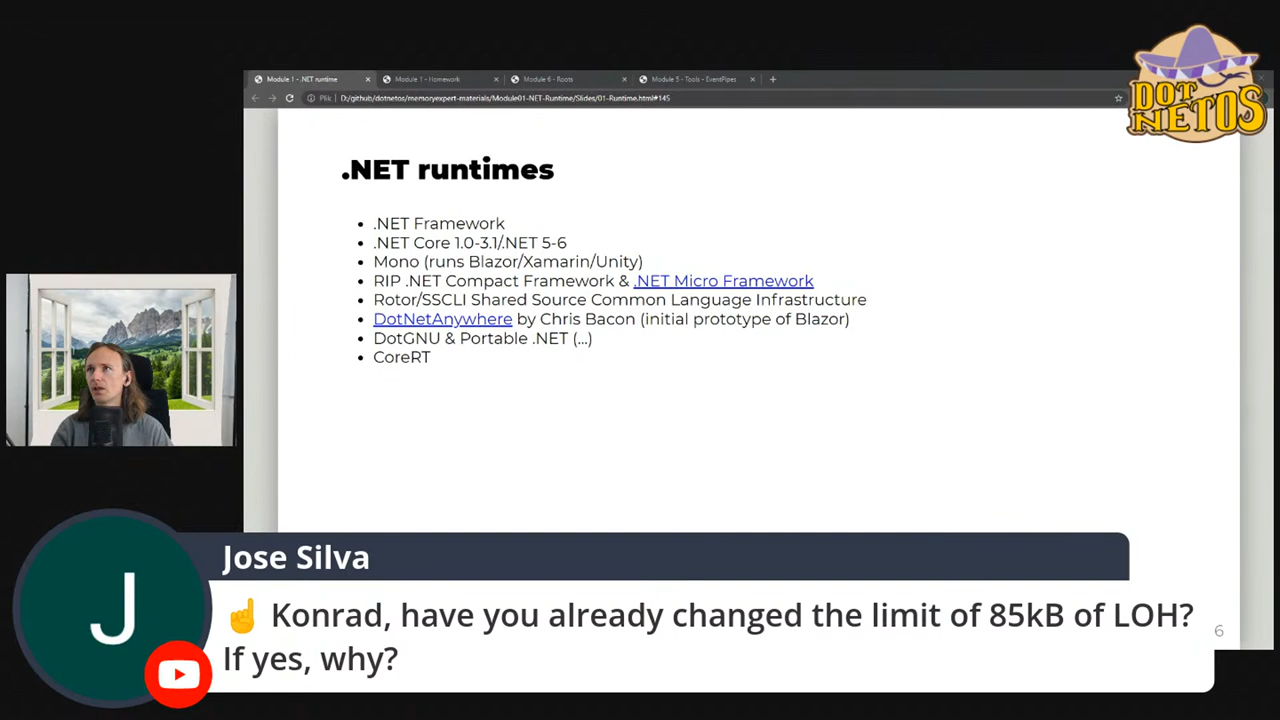 Module 1 - .NET runtime
Module 1 - Homework
Module 6 - Roots
Module 5 - Tools - EventPipes
Plik
D:/github/dotnetos/memoryexpert-materials/Module01-NET-Runtime/Slides/01-Runtime.html#145
DOT
NETOS
.NET runtimes
• .NET Framework
• .NET Core 1.0-3.1/.NET 5-6
• Mono (runs Blazor/Xamarin/Unity)
• RIP .NET Compact Framework & .NET Micro Framework
• Rotor/SSCLI Shared Source Common Language Infrastructure
• DotNetAnywhere by Chris Bacon (initial prototype of Blazor)
• DotGNU & Portable .NET (...)
• CoreRT
6
J
Jose Silva
☝ Konrad, have you already changed the limit of 85kB of LOH?
If yes, why?